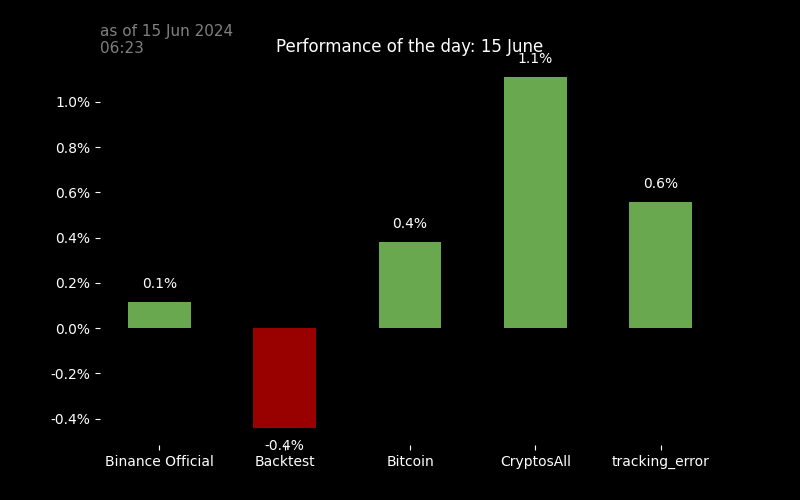 as of 15 Jun 2024
06:23
Performance of the day: 15 June
1.1%
1.0%
0.8%
0.6%
0.6%
0.4%
0.4%
0.2%
0.1%
0.0%
-0.2%
-0.4%
-0.4%
Binance Official
Backtest
Bitcoin
CryptosAll
tracking_error